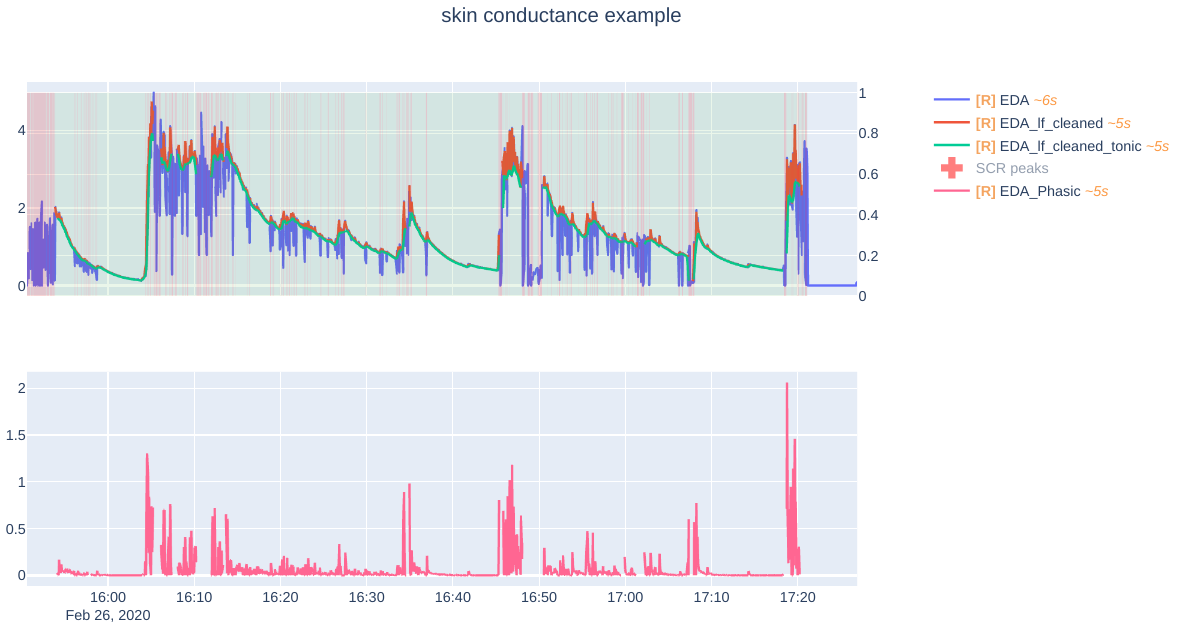 skin conductance example
4
2
0
1
0.8
0.6
0.4
0.2
0
[R] EDA ~6s
[R] EDA_lf_cleaned ~5s
[R] EDA_lf_cleaned_tonic ~5s
SCR peaks
[R] EDA_Phasic ~5s
2
1.5
1
0.5
0
16:00 16:10 16:20 16:30 16:40 16:50 17:00 17:10 17:20
Feb 26, 2020